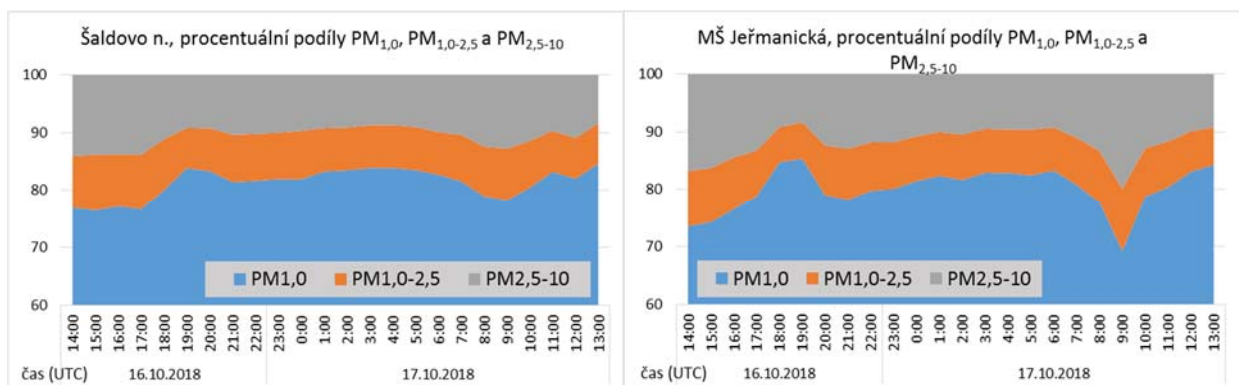 Šaldovo n., procentuální podíly PM1,0, PM1,0-2,5 a PM2,5-10
100
90
80
70
60
PM1,0 PM1,0-2,5 PM2,5-10
14:00 15:00 16:00 17:00 18:00 19:00 20:00 21:00 22:00 23:00 0:00 1:00 2:00 3:00 4:00 5:00 6:00 7:00 8:00 9:00 10:00 11:00 12:00 13:00
čas (UTC) 16.10.2018 17.10.2018
MŠ Jeřmanická, procentuální podíly PM1,0, PM1,0-2,5 a
PM2,5-10
100
90
80
70
60
PM1,0 PM1,0-2,5 PM2,5-10
14:00 15:00 16:00 17:00 18:00 19:00 20:00 21:00 22:00 23:00 0:00 1:00 2:00 3:00 4:00 5:00 6:00 7:00 8:00 9:00 10:00 11:00 12:00 13:00
čas (UTC) 16.10.2018 17.10.2018